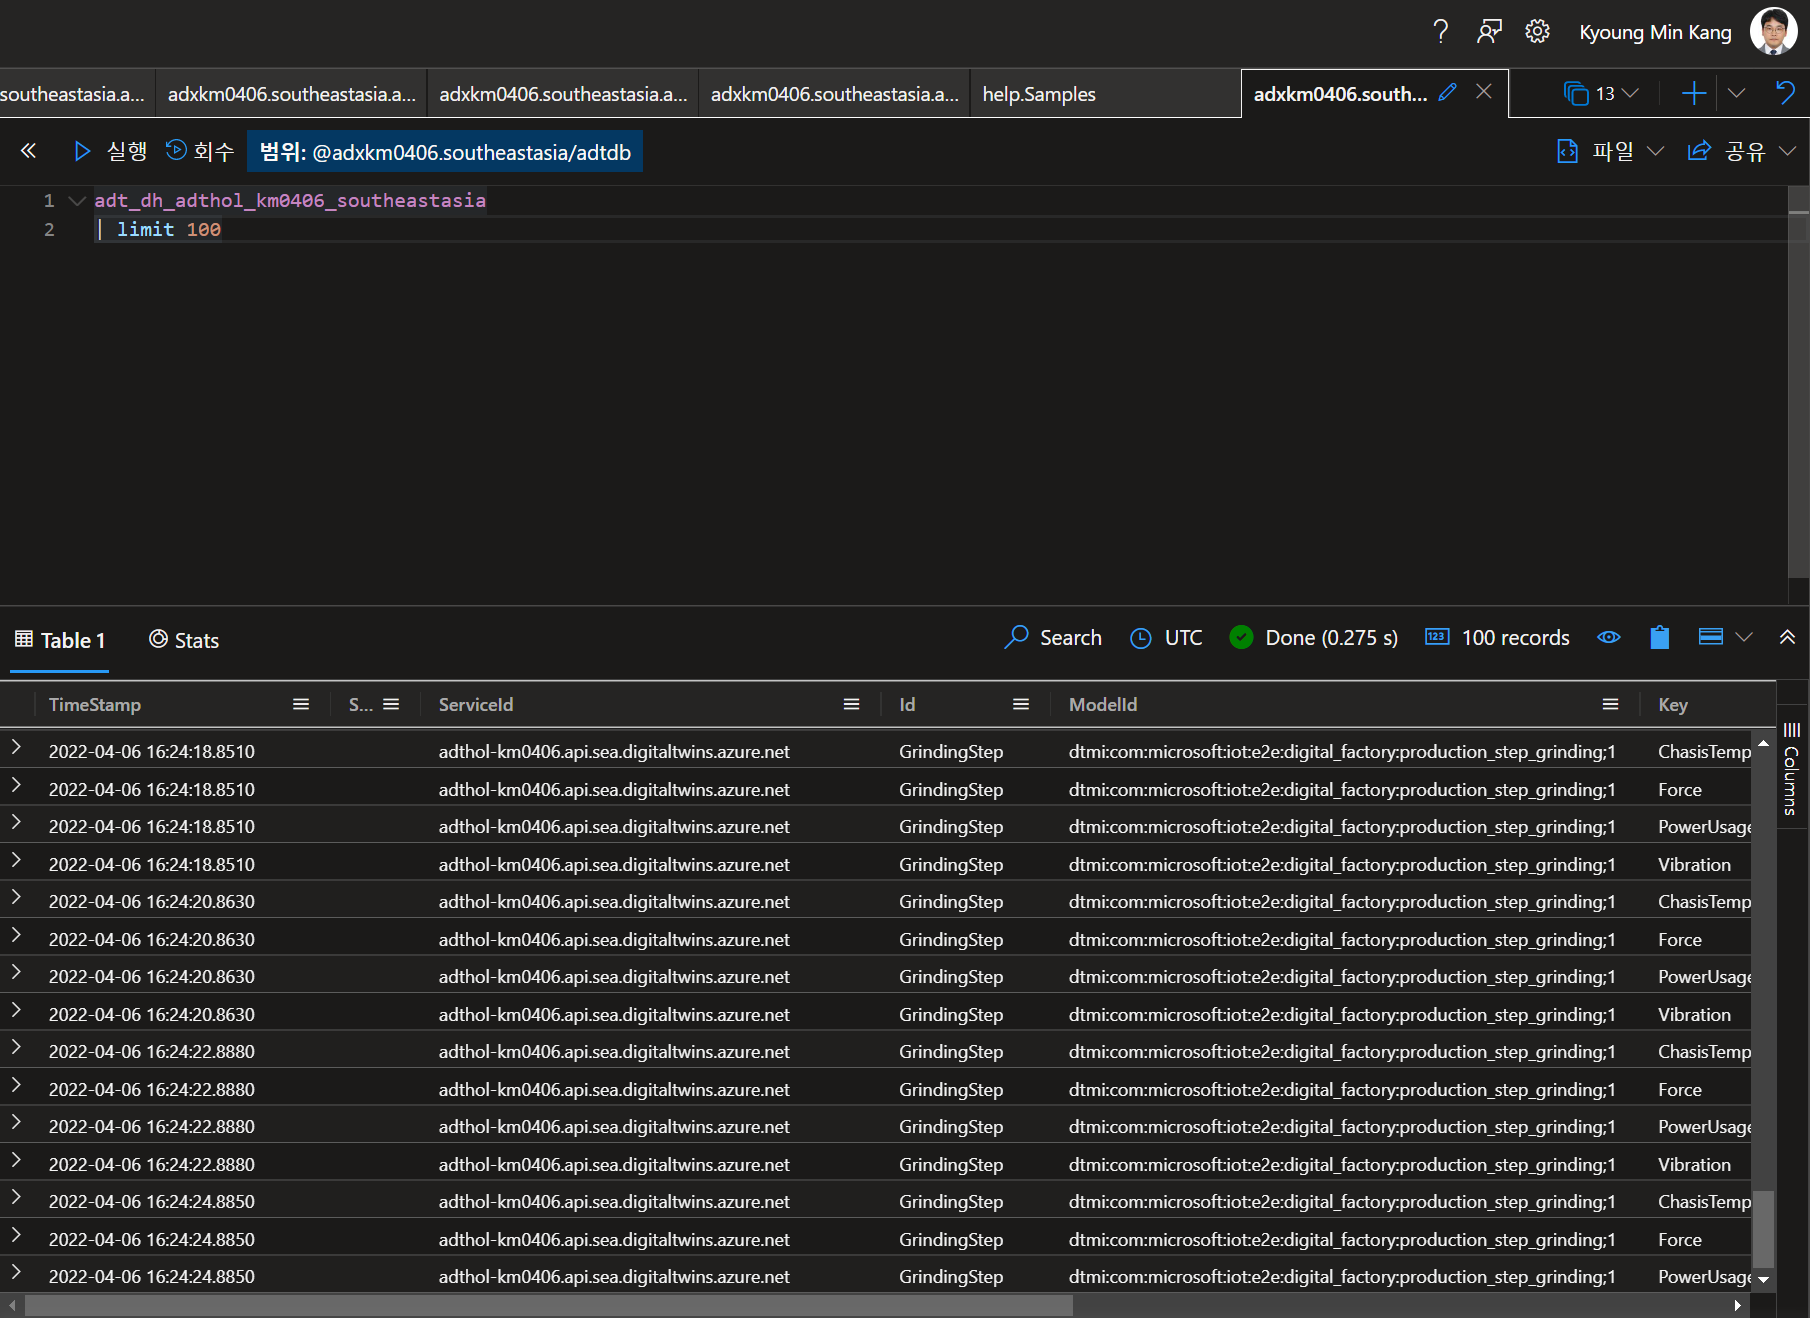 Kyoung Min Kang
southeastasia.a...
adxkm0406.southeastasia.a...
adxkm0406.southeastasia.a...
adxkm0406.southeastasia.a...
help.Samples
adxkm0406.south...
13
실행
회수
범위: @adxkm0406.southeastasia/adtdb
파일
공유
1 adt_dh_adthol_km0406_southeastasia
2 | limit 100
Table 1
Stats
Search
UTC
Done (0.275 s)
123
100 records
TimeStamp S... ServiceId Id ModelId Key
2022-04-06 16:24:18.8510 adthol-km0406.api.sea.digitaltwins.azure.net GrindingStep dtmi:com:microsoft:iot:e2e:digital_factory:production_step_grinding;1 ChasisTemp
2022-04-06 16:24:18.8510 adthol-km0406.api.sea.digitaltwins.azure.net GrindingStep dtmi:com:microsoft:iot:e2e:digital_factory:production_step_grinding;1 Force
2022-04-06 16:24:18.8510 adthol-km0406.api.sea.digitaltwins.azure.net GrindingStep dtmi:com:microsoft:iot:e2e:digital_factory:production_step_grinding;1 PowerUsage
2022-04-06 16:24:18.8510 adthol-km0406.api.sea.digitaltwins.azure.net GrindingStep dtmi:com:microsoft:iot:e2e:digital_factory:production_step_grinding;1 Vibration
2022-04-06 16:24:20.8630 adthol-km0406.api.sea.digitaltwins.azure.net GrindingStep dtmi:com:microsoft:iot:e2e:digital_factory:production_step_grinding;1 ChasisTemp
2022-04-06 16:24:20.8630 adthol-km0406.api.sea.digitaltwins.azure.net GrindingStep dtmi:com:microsoft:iot:e2e:digital_factory:production_step_grinding;1 Force
2022-04-06 16:24:20.8630 adthol-km0406.api.sea.digitaltwins.azure.net GrindingStep dtmi:com:microsoft:iot:e2e:digital_factory:production_step_grinding;1 PowerUsage
2022-04-06 16:24:20.8630 adthol-km0406.api.sea.digitaltwins.azure.net GrindingStep dtmi:com:microsoft:iot:e2e:digital_factory:production_step_grinding;1 Vibration
2022-04-06 16:24:22.8880 adthol-km0406.api.sea.digitaltwins.azure.net GrindingStep dtmi:com:microsoft:iot:e2e:digital_factory:production_step_grinding;1 ChasisTemp
2022-04-06 16:24:22.8880 adthol-km0406.api.sea.digitaltwins.azure.net GrindingStep dtmi:com:microsoft:iot:e2e:digital_factory:production_step_grinding;1 Force
2022-04-06 16:24:22.8880 adthol-km0406.api.sea.digitaltwins.azure.net GrindingStep dtmi:com:microsoft:iot:e2e:digital_factory:production_step_grinding;1 PowerUsage
2022-04-06 16:24:22.8880 adthol-km0406.api.sea.digitaltwins.azure.net GrindingStep dtmi:com:microsoft:iot:e2e:digital_factory:production_step_grinding;1 Vibration
2022-04-06 16:24:24.8850 adthol-km0406.api.sea.digitaltwins.azure.net GrindingStep dtmi:com:microsoft:iot:e2e:digital_factory:production_step_grinding;1 ChasisTemp
2022-04-06 16:24:24.8850 adthol-km0406.api.sea.digitaltwins.azure.net GrindingStep dtmi:com:microsoft:iot:e2e:digital_factory:production_step_grinding;1 Force
2022-04-06 16:24:24.8850 adthol-km0406.api.sea.digitaltwins.azure.net GrindingStep dtmi:com:microsoft:iot:e2e:digital_factory:production_step_grinding;1 PowerUsage
Columns